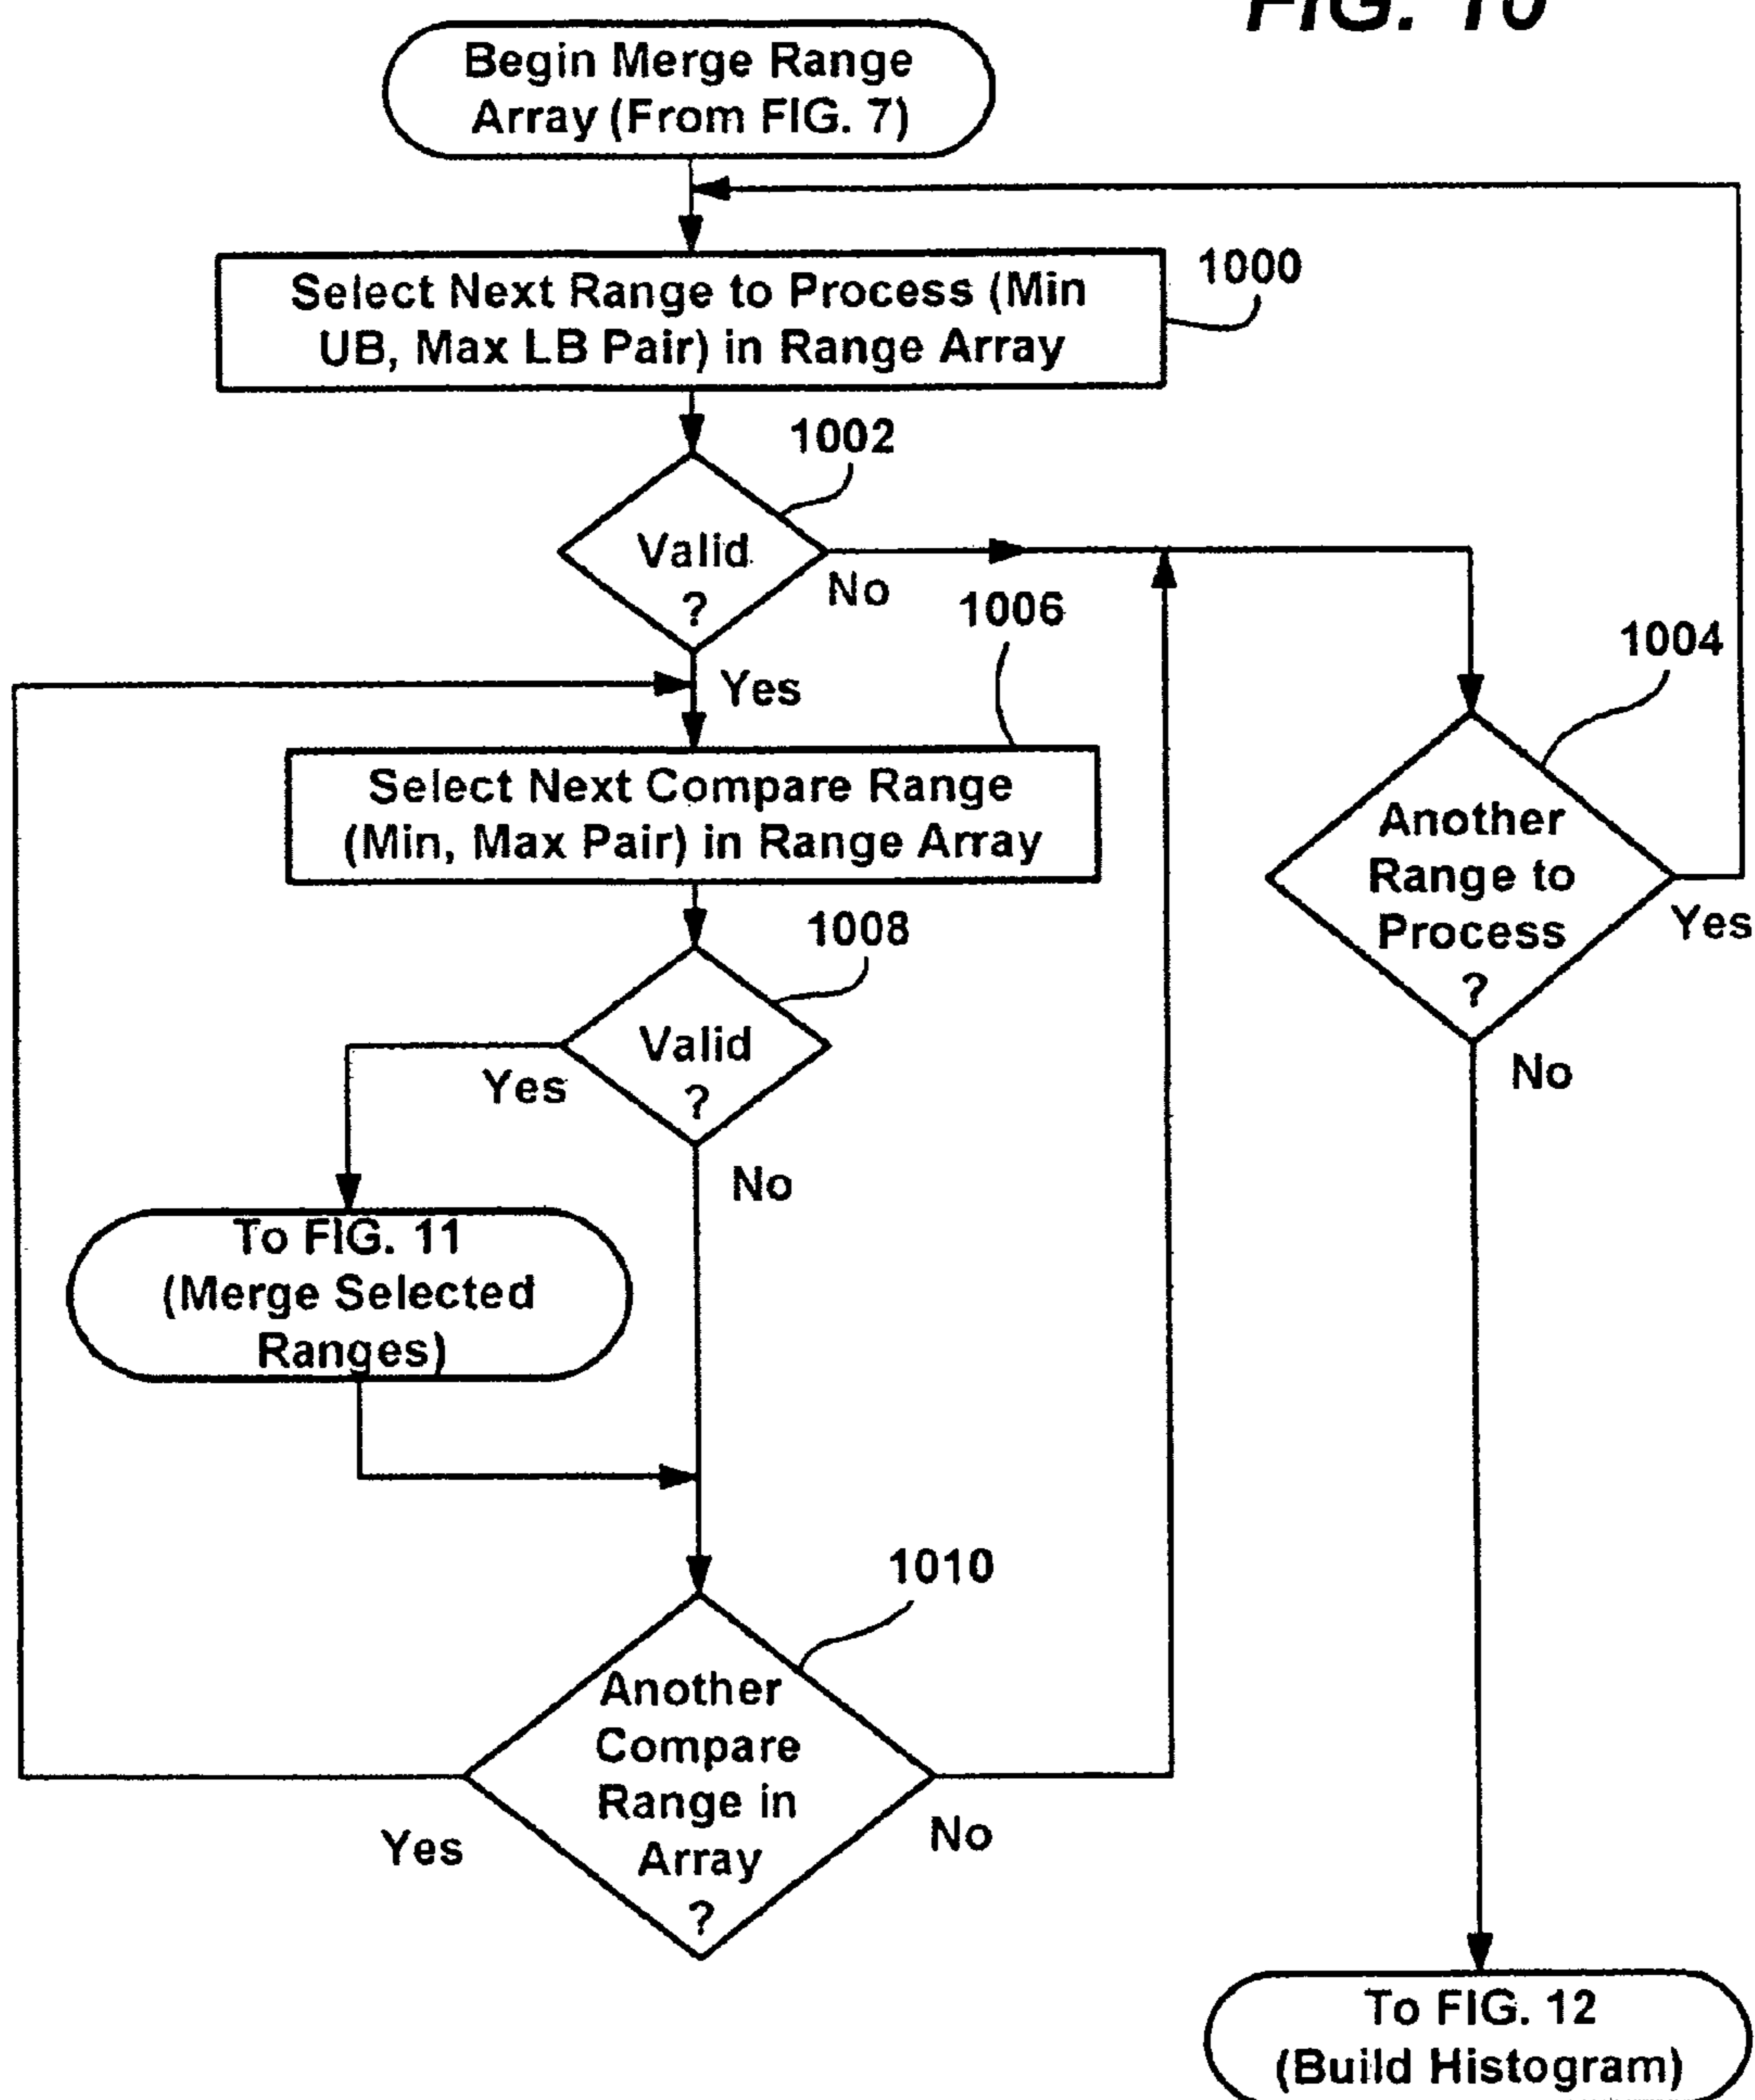 FIG. 10
Begin Merge Range
Array (From FIG. 7)
Select Next Range to Process (Min
UB, Max LB Pair) in Range Array
1000
1002
Valid
?
No
Yes
1006
1004
Select Next Compare Range
(Min, Max Pair) in Range Array
Another
Range to
Process
?
Yes
No
1008
Valid
?
Yes
No
To FIG. 11
(Merge Selected
Ranges)
1010
Another
Compare
Range in
Array
?
Yes
No
To FIG. 12
(Build Histogram)